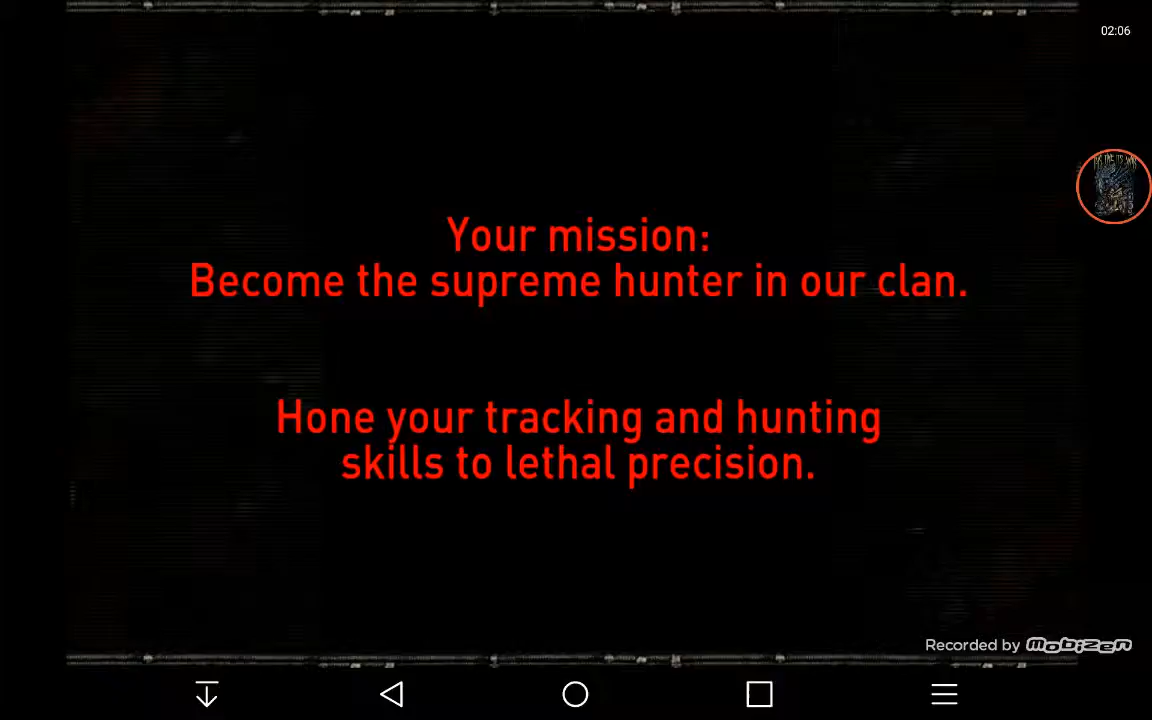 02:06
Your mission:
Become the supreme hunter in our clan.
Hone your tracking and hunting
skills to lethal precision.
Recorded by Mobizen